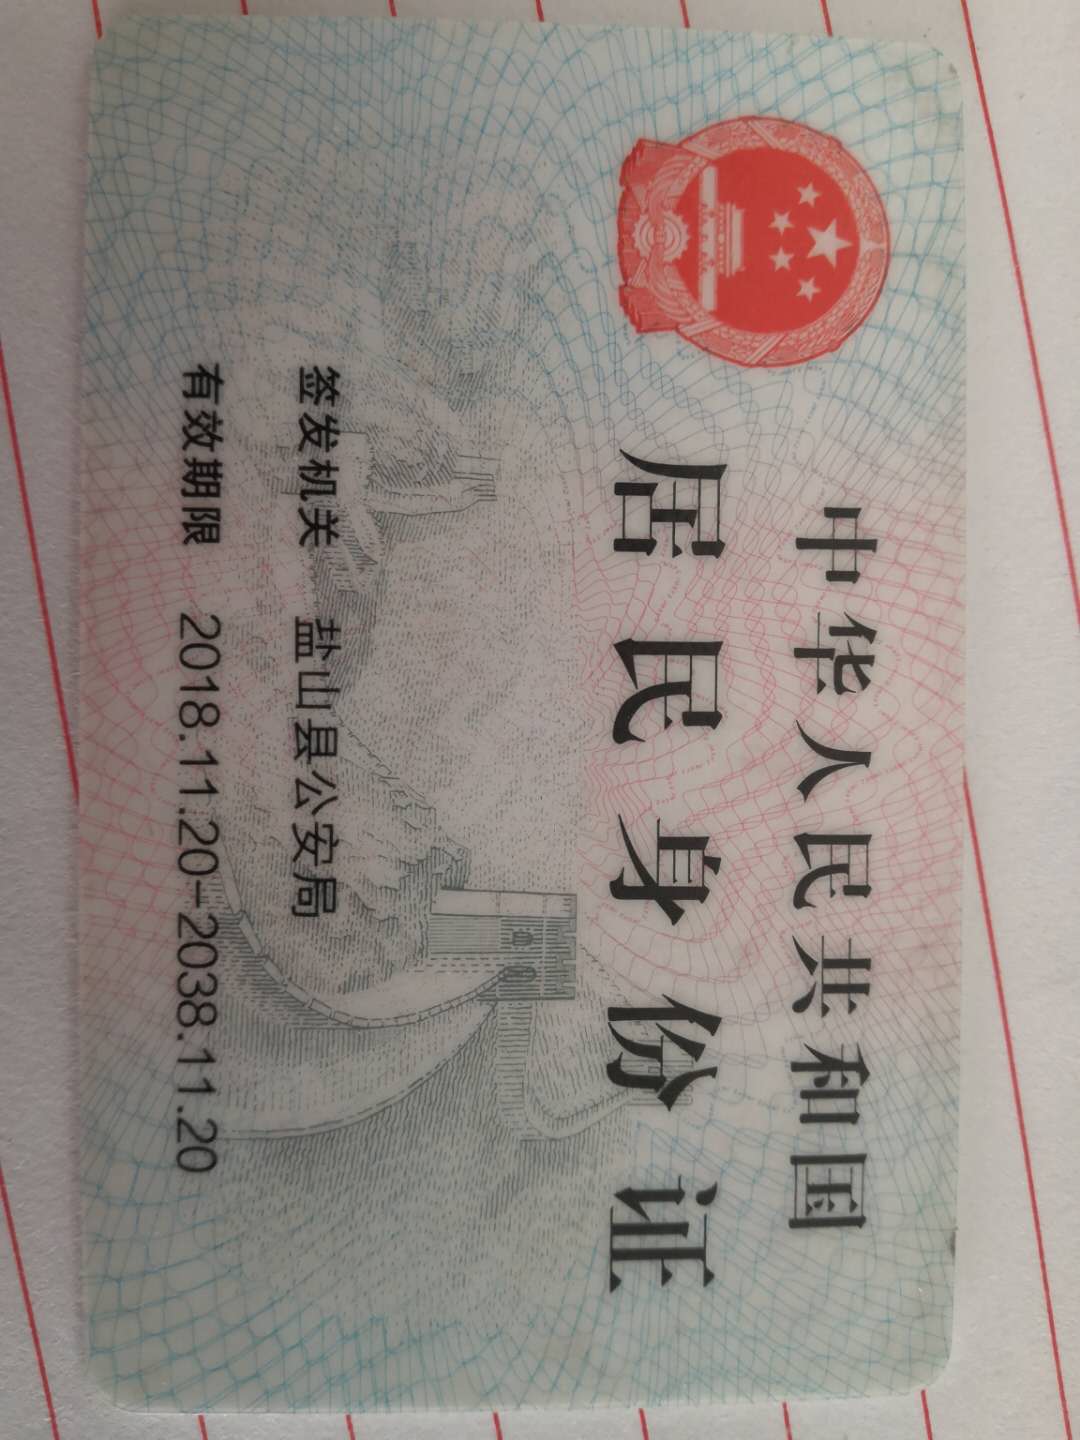 中华人民共和国
居民身份证
签发机关 盐山县公安局
有效期限 2018.11.20-2038.11.20